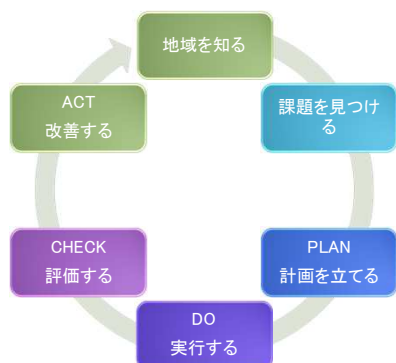 地域を知る
課題を見つけ
る
PLAN
計画を立てる
DO
実行する
CHECK
評価する
ACT
改善する